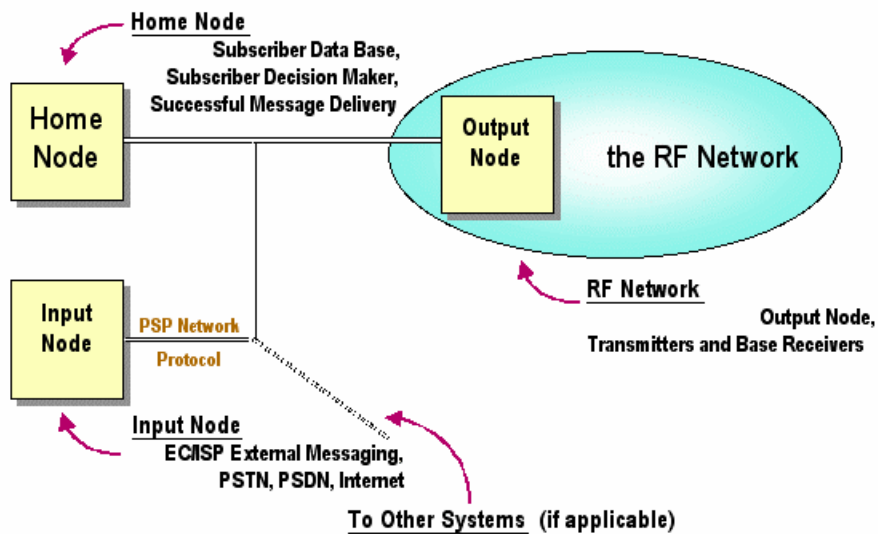 Home Node
Subscriber Data Base,
Subscriber Decision Maker,
Successful Message Delivery
Home
Node
Output
Node
the RF Network
RF Network
Output Node,
Transmitters and Base Receivers
Input
Node
PSP Network
Protocol
Input Node
EC/ISP External Messaging,
PSTN, PSDN, Internet
To Other Systems (if applicable)